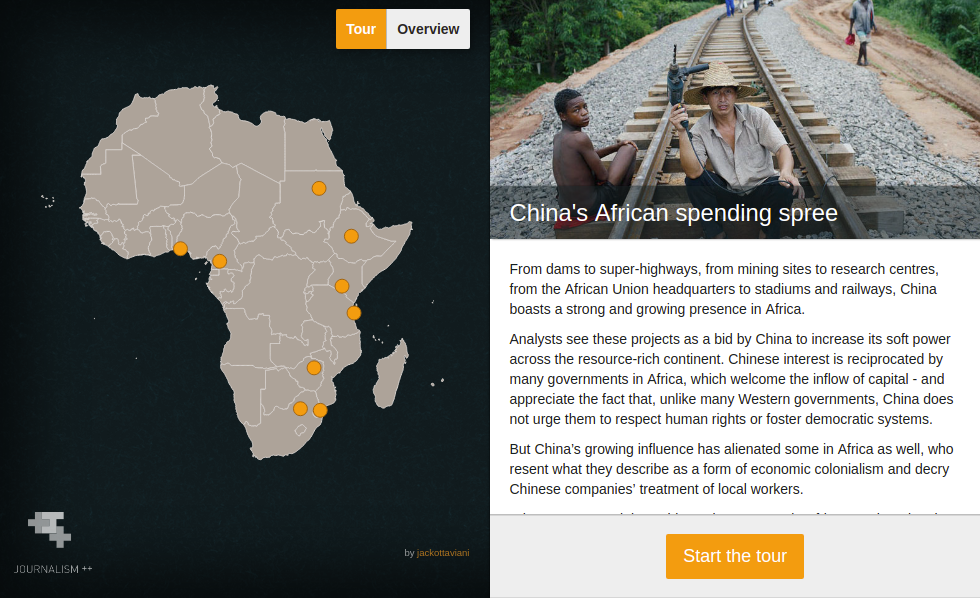 Tour Overview
by jackottaviani
JOURNALISM ++
China's African spending spree
From dams to super-highways, from mining sites to research centres,
from the African Union headquarters to stadiums and railways, China
boasts a strong and growing presence in Africa.
Analysts see these projects as a bid by China to increase its soft power
across the resource-rich continent. Chinese interest is reciprocated by
many governments in Africa, which welcome the inflow of capital - and
appreciate the fact that, unlike many Western governments, China does
not urge them to respect human rights or foster democratic systems.
But China’s growing influence has alienated some in Africa as well, who
resent what they describe as a form of economic colonialism and decry
Chinese companies’ treatment of local workers.
Start the tour